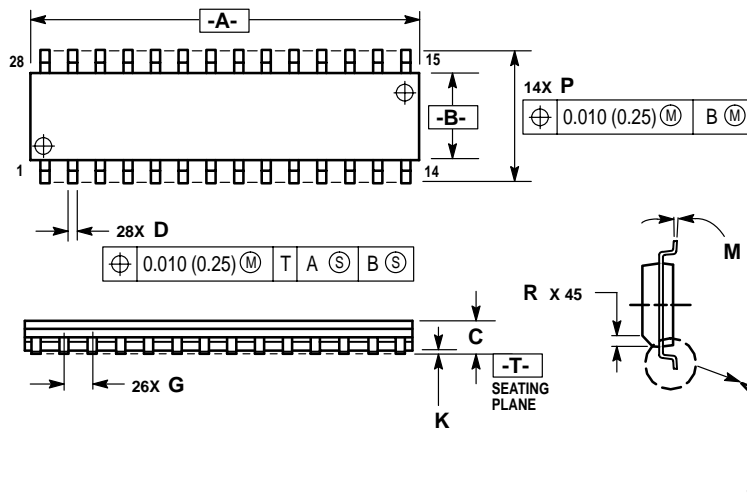 -A-
28
15
14X P
-B-
⌖ 0.010 (0.25) Ⓜ B Ⓜ
1
14
28X D
⌖ 0.010 (0.25) Ⓜ T A Ⓢ B Ⓢ
M
R X 45
C
-T-
SEATING
PLANE
26X G
K